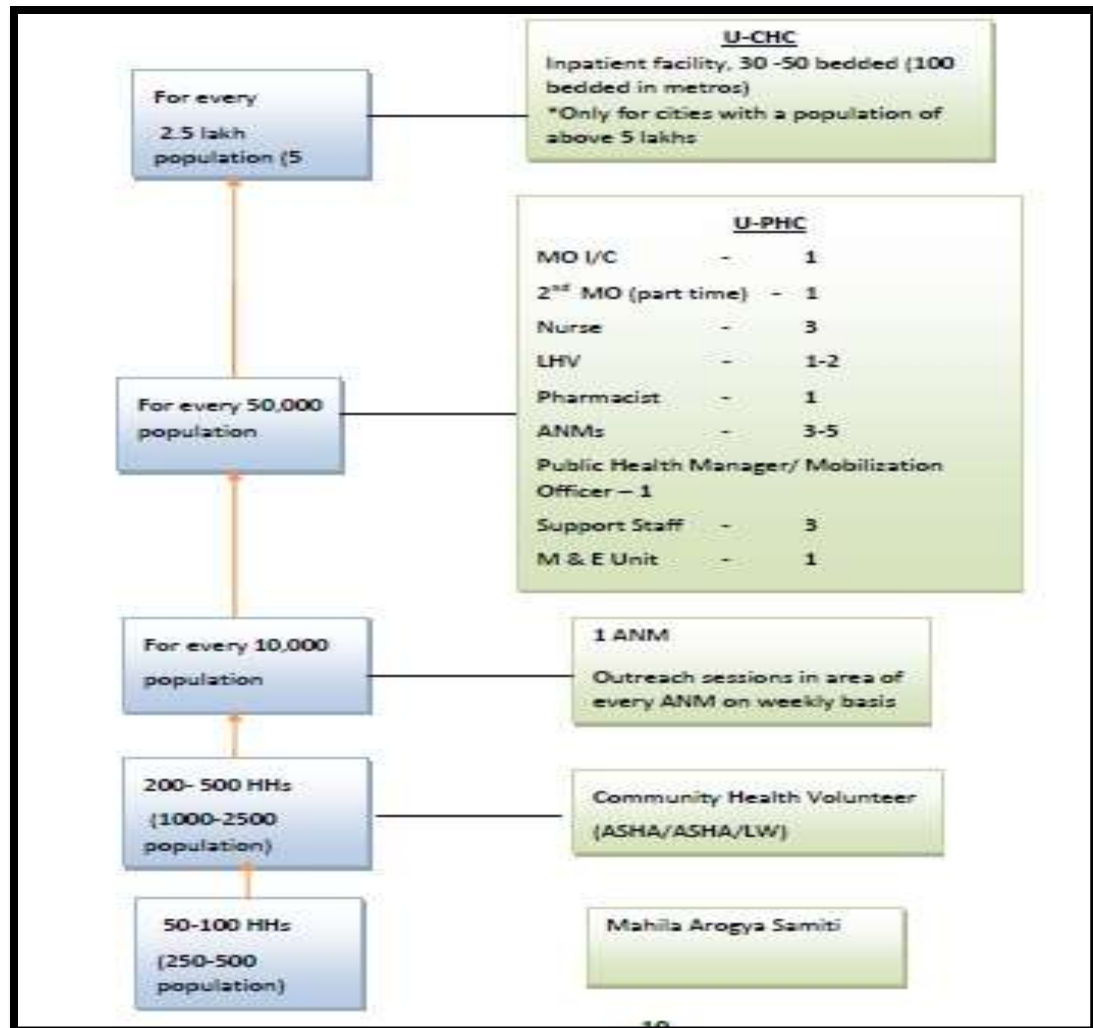 U-CHC
Inpatient facility, 30 -50 bedded (100
bedded in metros)
*Only for cities with a population of
above 5 lakhs
For every
2.5 lakh
population (5
U-PHC
MO I/C - 1
2nd MO (part time) - 1
Nurse - 3
LHV - 1-2
Pharmacist - 1
ANMs - 3-5
Public Health Manager/ Mobilization
Officer – 1
Support Staff - 3
M & E Unit - 1
For every 50,000
population
For every 10,000
population
1 ANM
Outreach sessions in area of
every ANM on weekly basis
200- 500 HHs
(1000-2500
population)
Community Health Volunteer
(ASHA/ASHA/LW)
50-100 HHs
(250-500
population)
Mahila Arogya Samiti